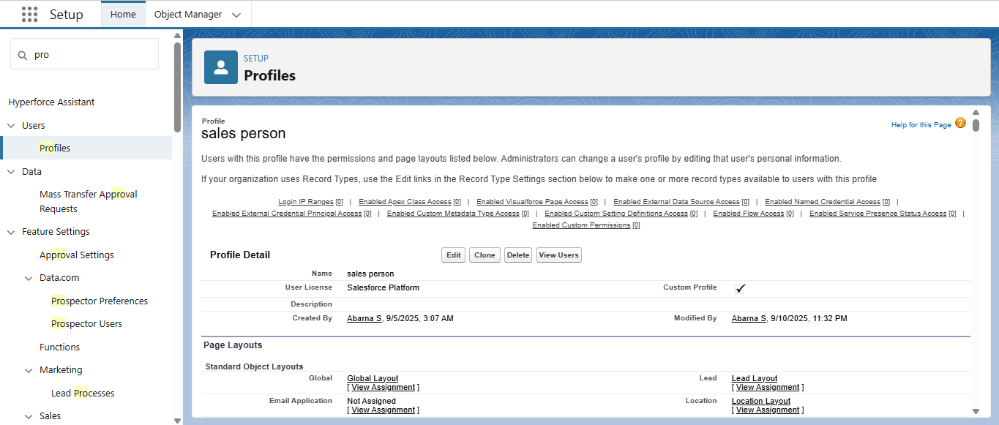 Setup
Home
Object Manager
pro
Hyperforce Assistant
Users
Profiles
Data
Mass Transfer Approval
Requests
Feature Settings
Approval Settings
Data.com
Prospector Preferences
Prospector Users
Functions
Marketing
Lead Processes
Sales
SETUP
Profiles
Profile
sales person
Help for this Page ?
Users with this profile have the permissions and page layouts listed below. Administrators can change a user's profile by editing that user's personal information.
If your organization uses Record Types, use the Edit links in the Record Type Settings section below to make one or more record types available to users with this profile.
Login IP Ranges [0] | Enabled Apex Class Access [0] | Enabled Visualforce Page Access [0] | Enabled External Data Source Access [0] | Enabled Named Credential Access [0] |
Enabled External Credential Principal Access [0] | Enabled Custom Metadata Type Access [0] | Enabled Custom Setting Definitions Access [0] | Enabled Flow Access [0] | Enabled Service Presence Status Access [0] |
Enabled Custom Permissions [0]
Profile Detail Edit Clone Delete View Users
Name sales person
User License Salesforce Platform Custom Profile ✓
Description
Created By Abarna S, 9/5/2025, 3:07 AM Modified By Abarna S, 9/10/2025, 11:32 PM
Page Layouts
Standard Object Layouts
Global Global Layout Lead Lead Layout
[ View Assignment ] [ View Assignment ]
Email Application Not Assigned Location Location Layout
[ View Assignment ] [ View Assignment ]